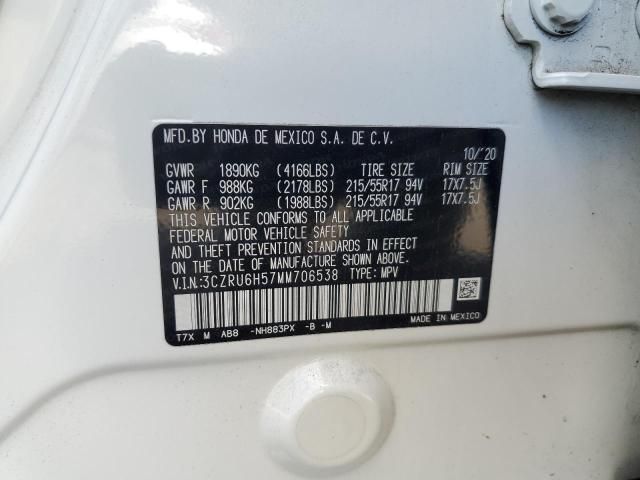 MFD.BY HONDA DE MEXICO S.A. DE C.V.
10/'20
GVWR 1890KG (4166LBS) TIRE SIZE RIM SIZE
GAWR F 988KG (2178LBS) 215/55R17 94V 17X7.5J
GAWR R 902KG (1988LBS) 215/55R17 94V 17X7.5J
THIS VEHICLE CONFORMS TO ALL APPLICABLE
FEDERAL MOTOR VEHICLE SAFETY
AND THEFT PREVENTION STANDARDS IN EFFECT
ON THE DATE OF MANUFACTURE SHOWN ABOVE.
V.I.N.:3CZRU6H57MM706538 TYPE: MPV
T7X M AB8 -NH883PX -B -M
MADE IN MEXICO